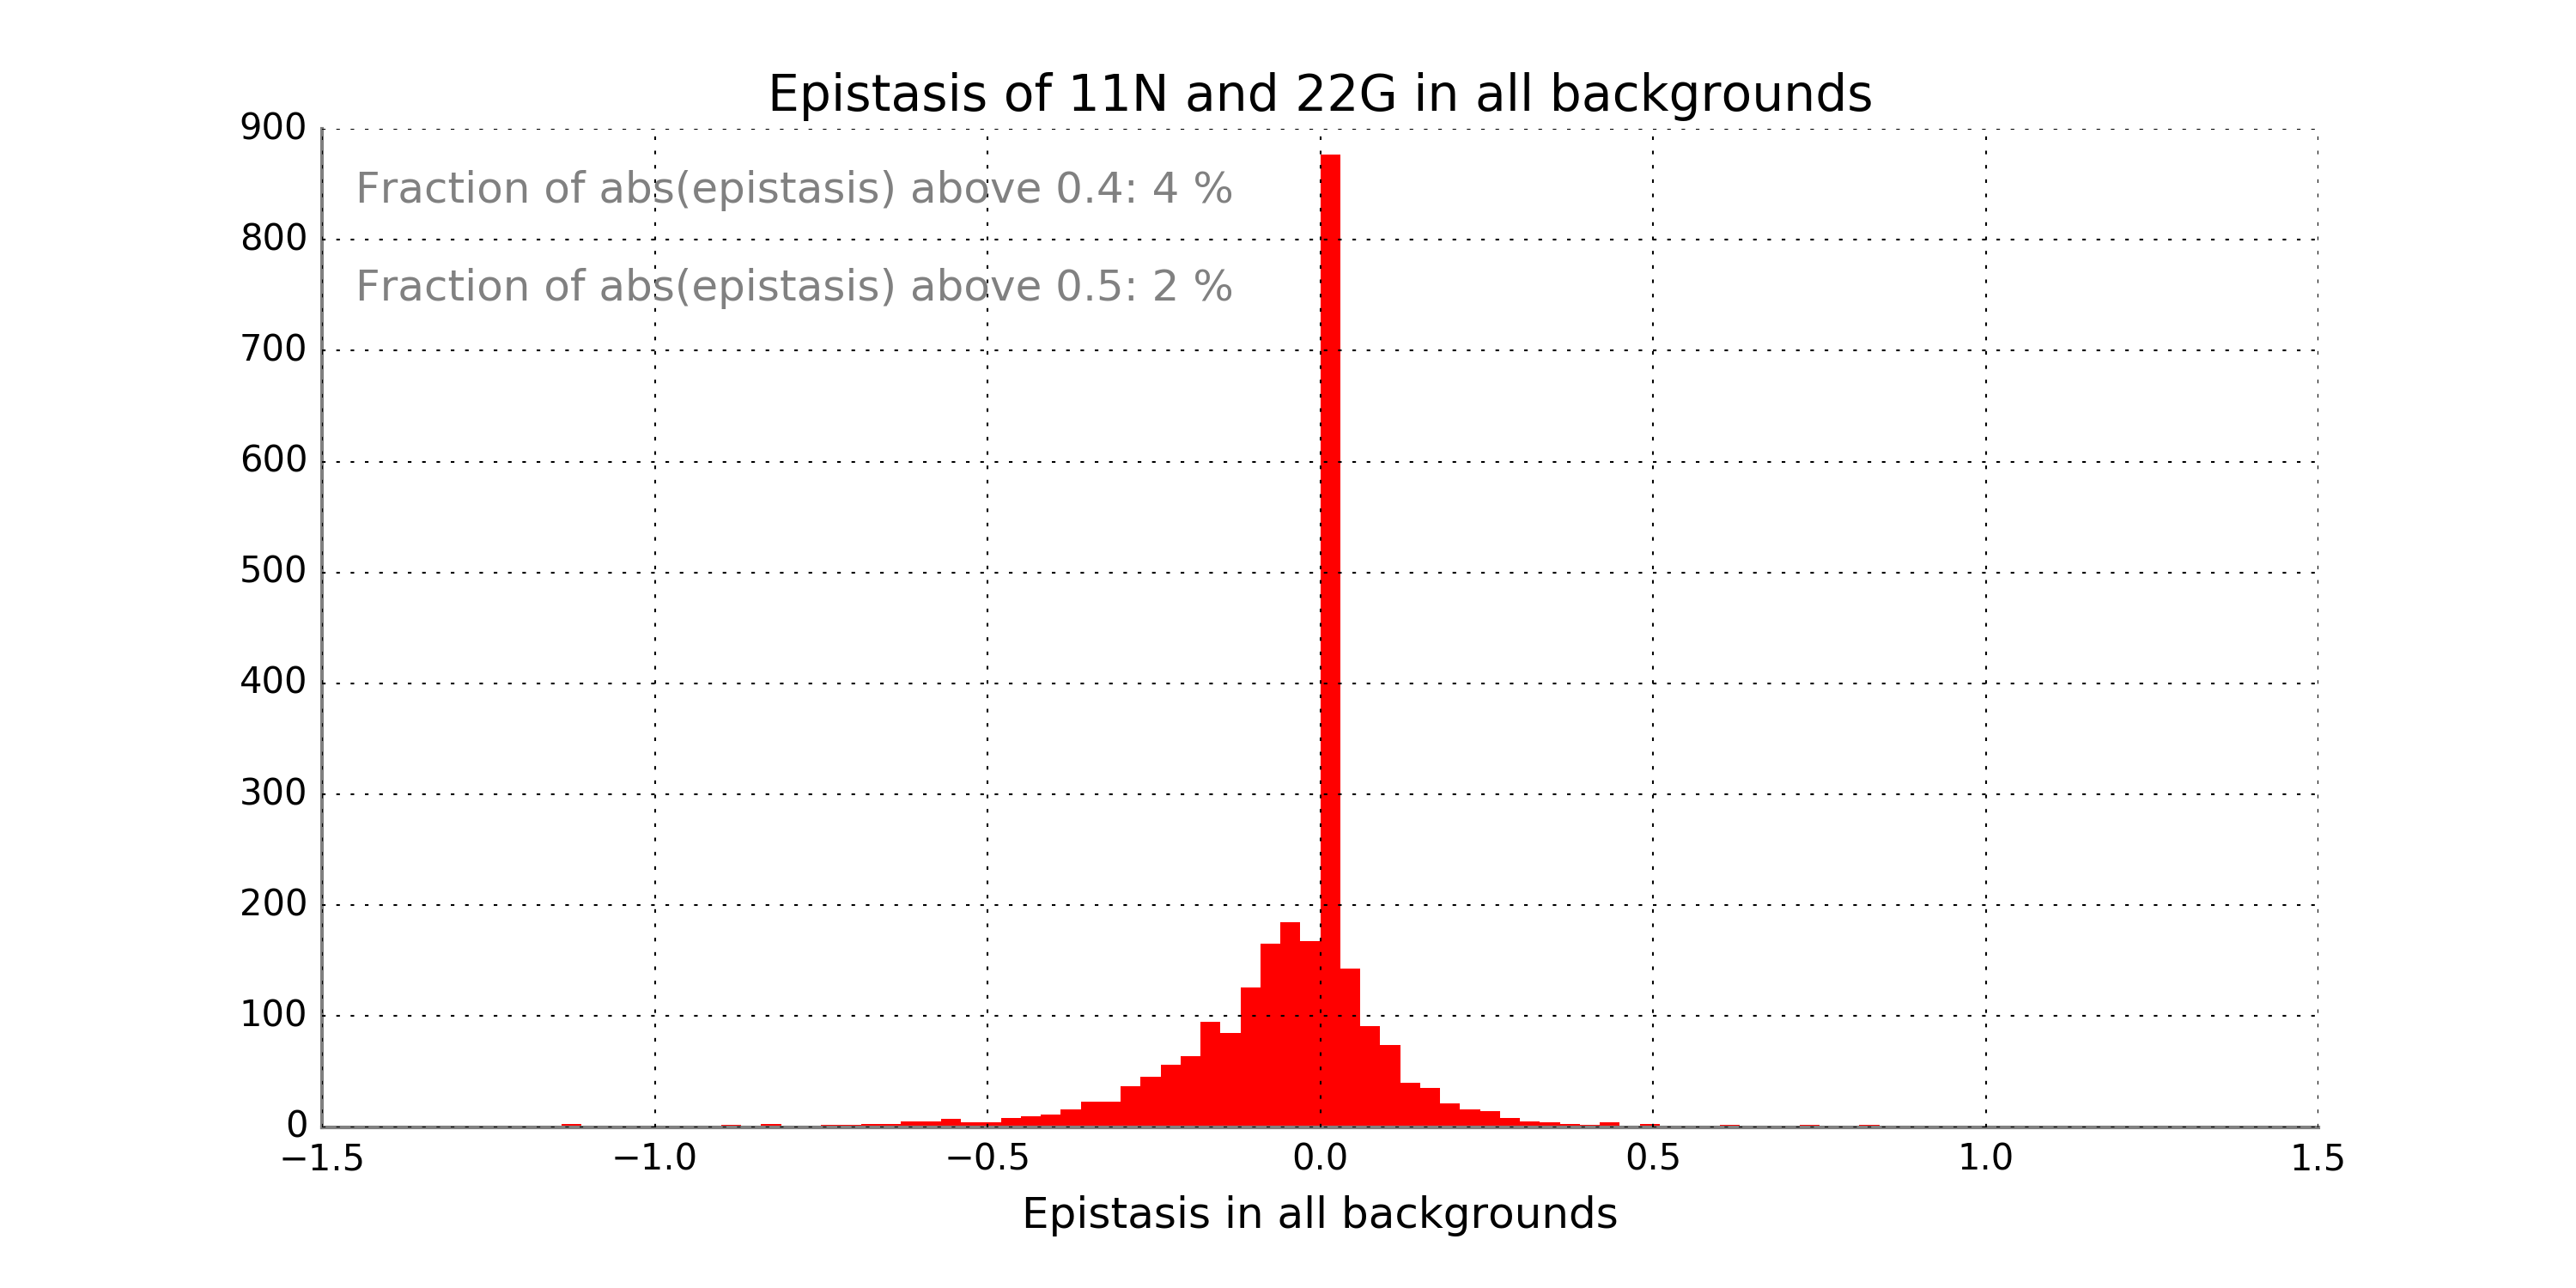 Epistasis of 11N and 22G in all backgrounds
900
Fraction of abs(epistasis) above 0.4: 4 %
800
Fraction of abs(epistasis) above 0.5: 2 %
700
600
500
400
300
200
100
0
−1.5 −1.0 −0.5 0.0 0.5 1.0 1.5
Epistasis in all backgrounds